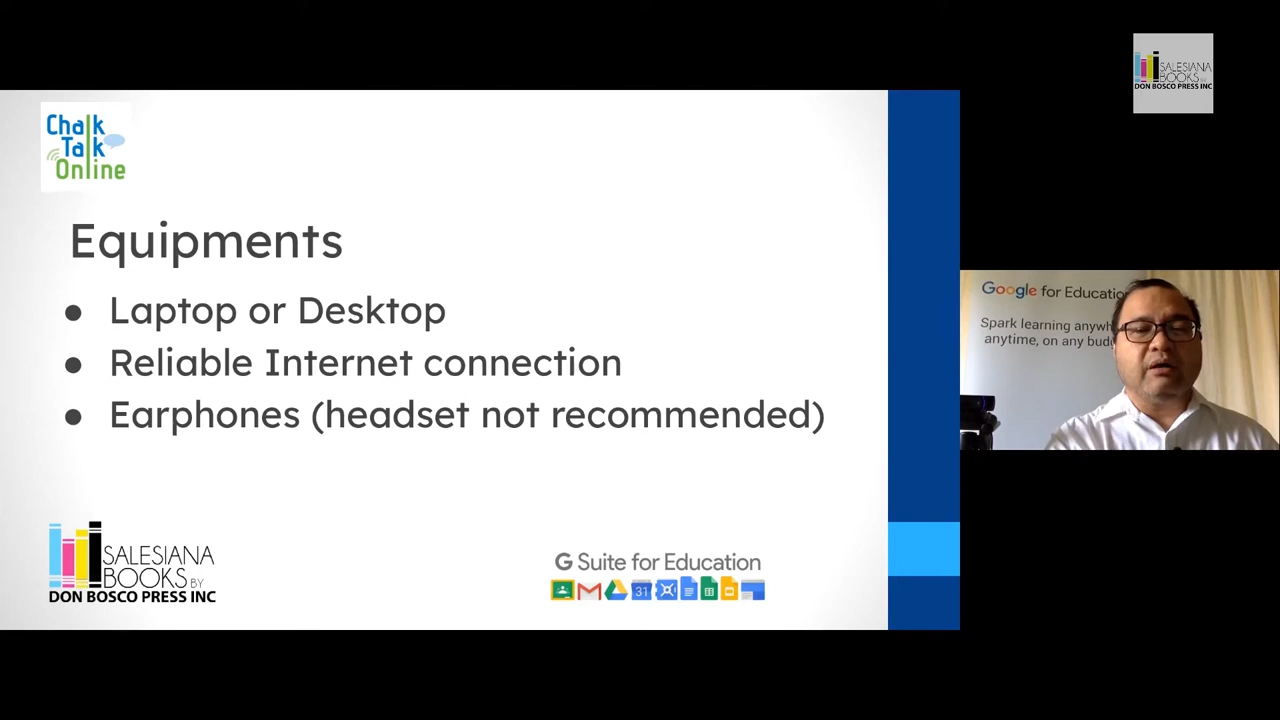 Chalk
Talk
Online
Equipments
● Laptop or Desktop
● Reliable Internet connection
● Earphones (headset not recommended)
SALESIANA
BOOKS BY
DON BOSCO PRESS INC
G Suite for Education
31
SALESIANA
BOOKS BY
DON BOSCO PRESS INC
Google for Education
Spark learning
anytime, on any